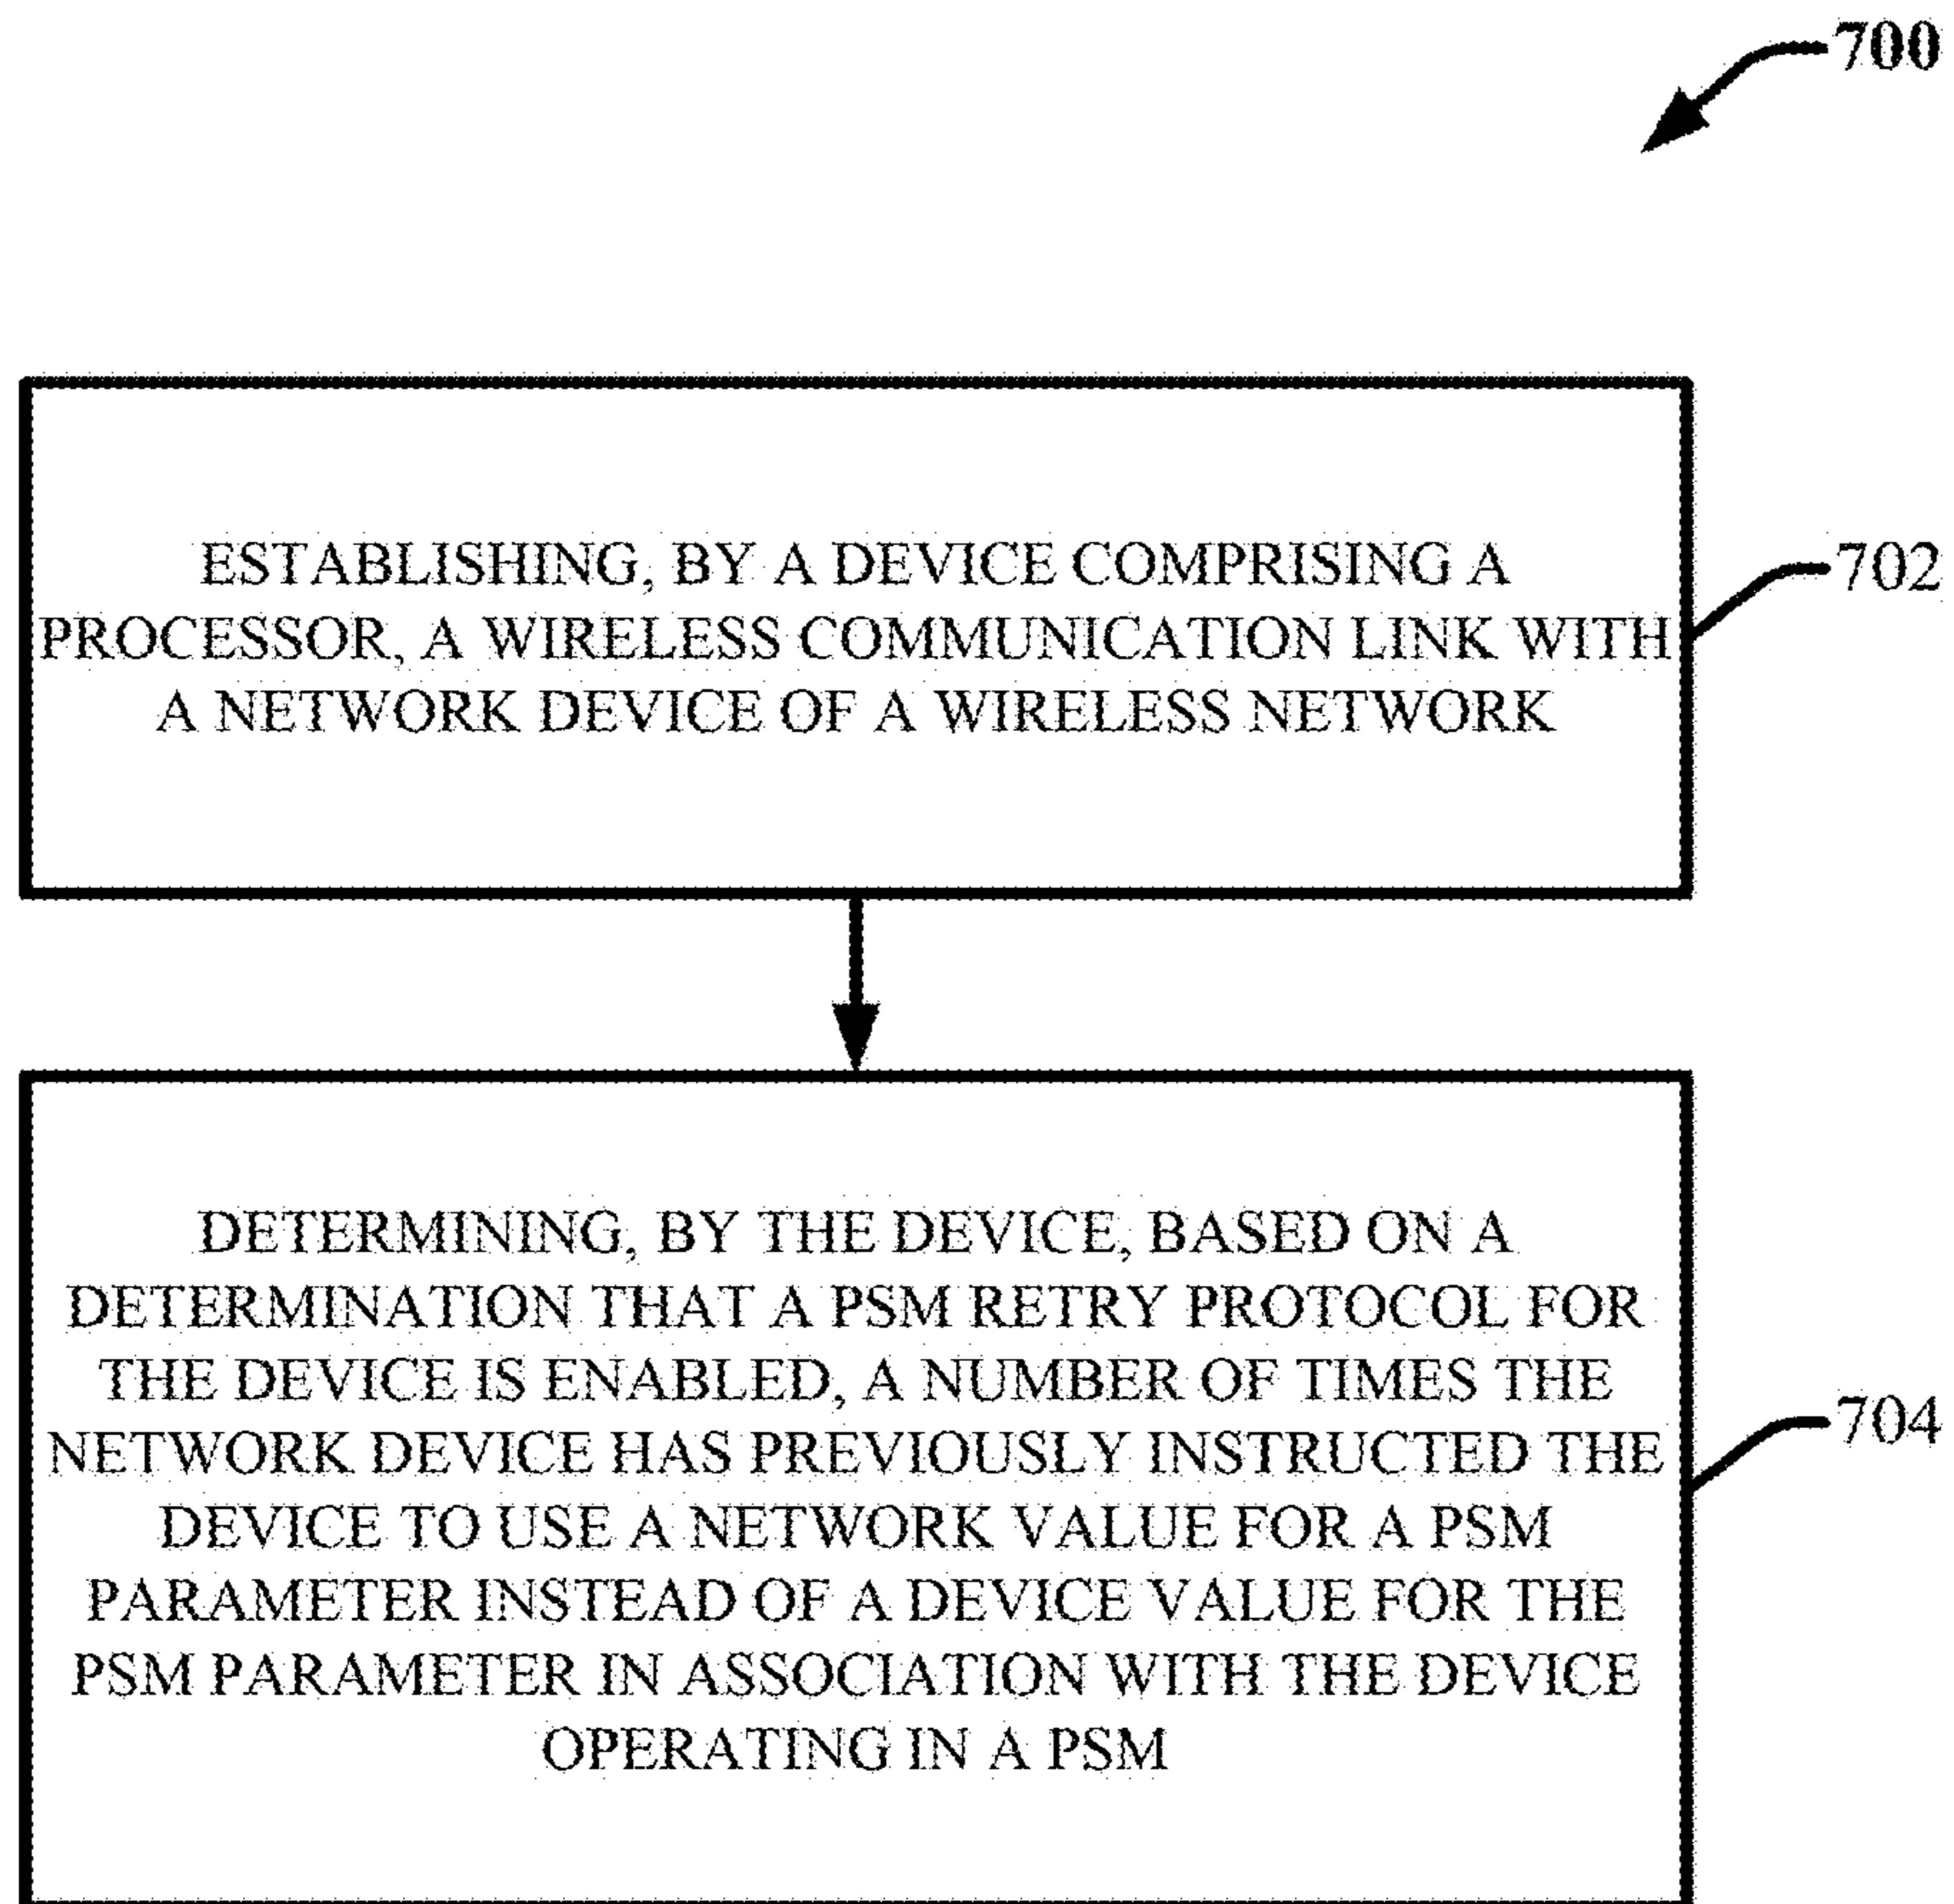 700
ESTABLISHING, BY A DEVICE COMPRISING A
PROCESSOR, A WIRELESS COMMUNICATION LINK WITH
A NETWORK DEVICE OF A WIRELESS NETWORK
702
DETERMINING, BY THE DEVICE, BASED ON A
DETERMINATION THAT A PSM RETRY PROTOCOL FOR
THE DEVICE IS ENABLED, A NUMBER OF TIMES THE
NETWORK DEVICE HAS PREVIOUSLY INSTRUCTED THE
DEVICE TO USE A NETWORK VALUE FOR A PSM
PARAMETER INSTEAD OF A DEVICE VALUE FOR THE
PSM PARAMETER IN ASSOCIATION WITH THE DEVICE
OPERATING IN A PSM
704